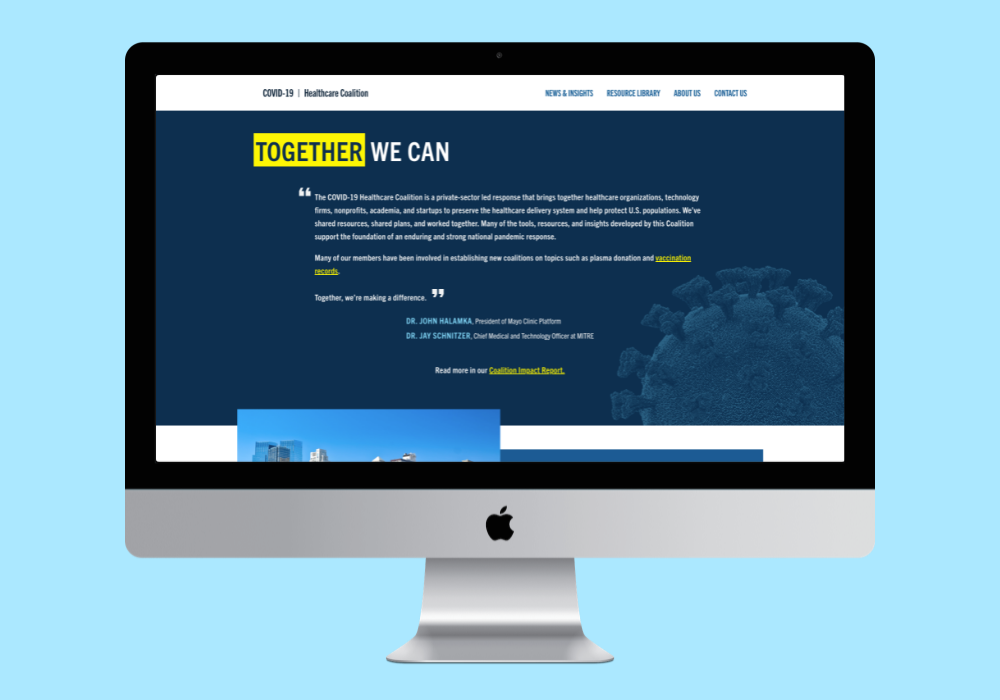 COVID-19 | Healthcare Coalition
NEWS & INSIGHTS RESOURCE LIBRARY ABOUT US CONTACT US
TOGETHER WE CAN
“ The COVID-19 Healthcare Coalition is a private-sector led response that brings together healthcare organizations, technology
firms, nonprofits, academia, and startups to preserve the healthcare delivery system and help protect U.S. populations. We've
shared resources, shared plans, and worked together. Many of the tools, resources, and insights developed by this Coalition
support the foundation of an enduring and strong national pandemic response.
Many of our members have been involved in establishing new coalitions on topics such as plasma donation and vaccination
records.
Together, we're making a difference. ”
DR. JOHN HALAMKA, President of Mayo Clinic Platform
DR. JAY SCHNITZER, Chief Medical and Technology Officer at MITRE
Read more in our Coalition Impact Report.